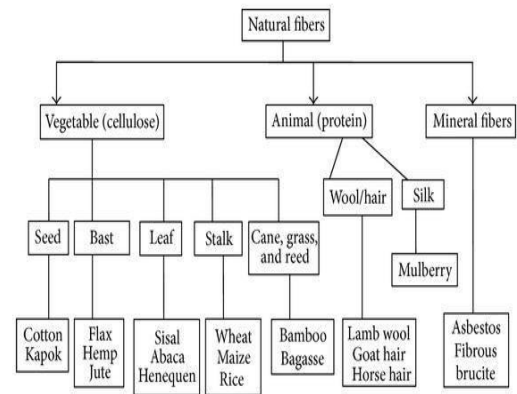 Natural fibers
Vegetable (cellulose)
Animal (protein)
Mineral fibers
Wool/hair
Silk
Seed
Bast
Leaf
Stalk
Cane, grass,
and reed
Mulberry
Cotton
Kapok
Flax
Hemp
Jute
Sisal
Abaca
Henequen
Wheat
Maize
Rice
Bamboo
Bagasse
Lamb wool
Goat hair
Horse hair
Asbestos
Fibrous
brucite